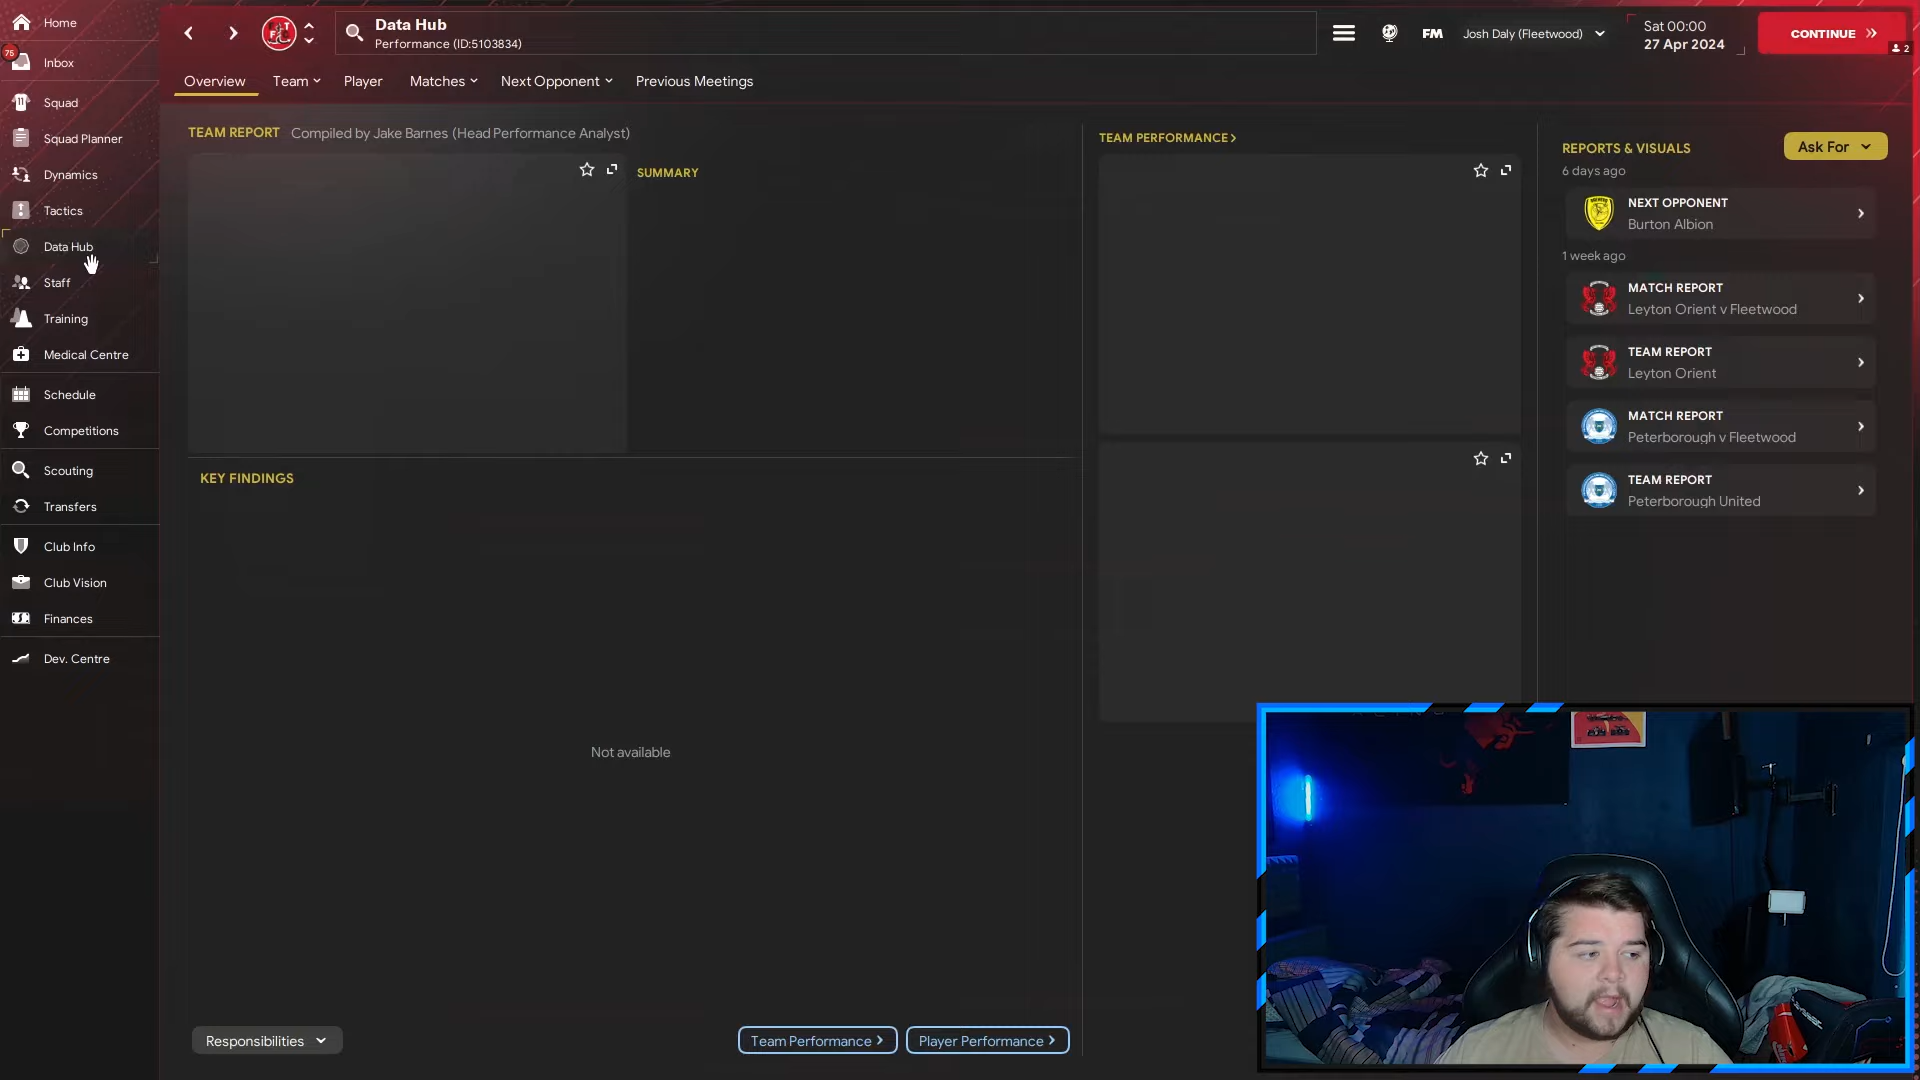 Home
75
Inbox
Squad
Squad Planner
Dynamics
Tactics
Data Hub
Staff
Training
Medical Centre
Schedule
Competitions
Scouting
Transfers
Club Info
Club Vision
Finances
Dev. Centre
Data Hub
Performance (ID:5103834)
FM
Josh Daly (Fleetwood)
Sat 00:00
27 Apr 2024
CONTINUE
2
Overview Team Player Matches Next Opponent Previous Meetings
TEAM REPORT Compiled by Jake Barnes (Head Performance Analyst)
SUMMARY
KEY FINDINGS
Not available
Responsibilities
Team Performance
Player Performance
TEAM PERFORMANCE
REPORTS & VISUALS
Ask For
6 days ago
NEXT OPPONENT
Burton Albion
1 week ago
MATCH REPORT
Leyton Orient v Fleetwood
TEAM REPORT
Leyton Orient
MATCH REPORT
Peterborough v Fleetwood
TEAM REPORT
Peterborough United